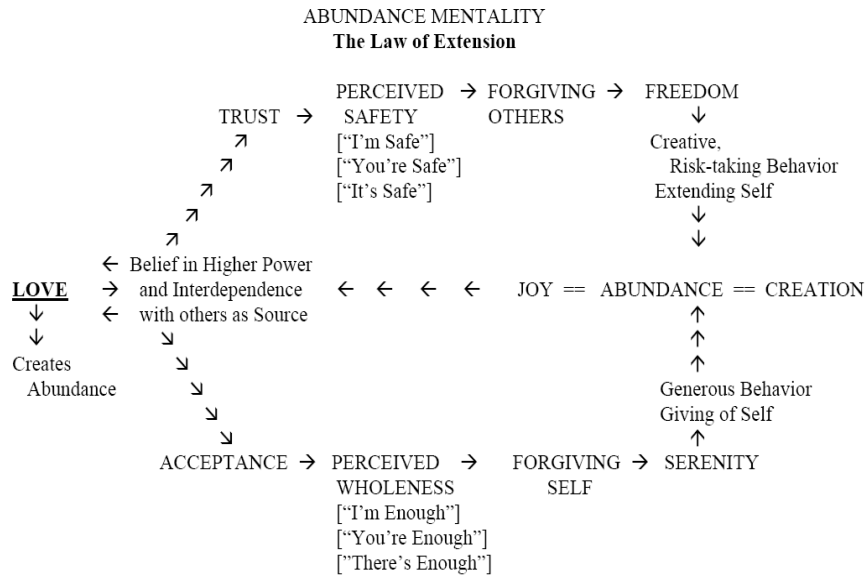 ABUNDANCE MENTALITY
The Law of Extension
PERCEIVED → FORGIVING → FREEDOM
TRUST → SAFETY OTHERS ↓
["I'm Safe"] Creative,
["You're Safe"] Risk-taking Behavior
["It's Safe"] Extending Self
← Belief in Higher Power
LOVE → and Interdependence ← ← ← ← JOY == ABUNDANCE == CREATION
↓ ← with others as Source ↑
Creates
Abundance
Generous Behavior
Giving of Self
ACCEPTANCE → PERCEIVED → FORGIVING → SERENITY
WHOLENESS SELF
["I'm Enough"]
["You're Enough"]
["There's Enough"]